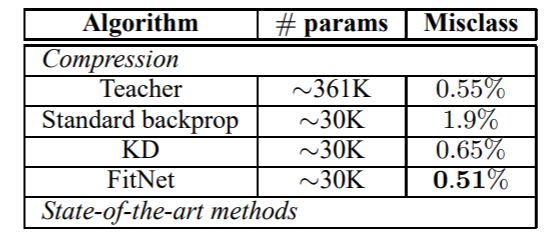 Algorithm # params Misclass
Compression
Teacher ∼361K 0.55%
Standard backprop ∼30K 1.9%
KD ∼30K 0.65%
FitNet ∼30K 0.51%
State-of-the-art methods